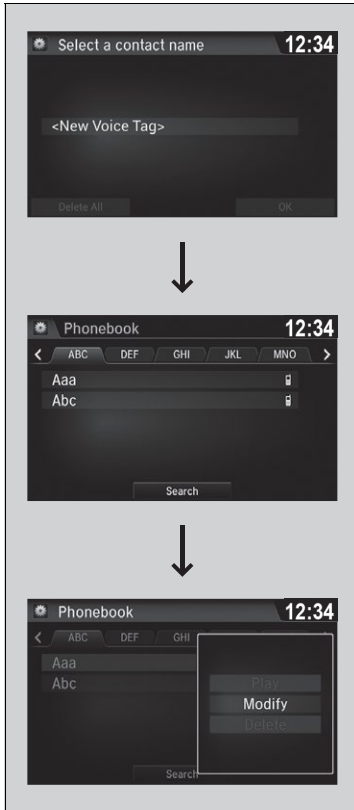 Select a contact name 12:34
<New Voice Tag>
Delete All OK
Phonebook 12:34
ABC DEF GHI JKL MNO
Aaa
Abc
Search
Phonebook 12:34
ABC DEF GHI
Aaa
Play
Abc
Modify
Delete
Search